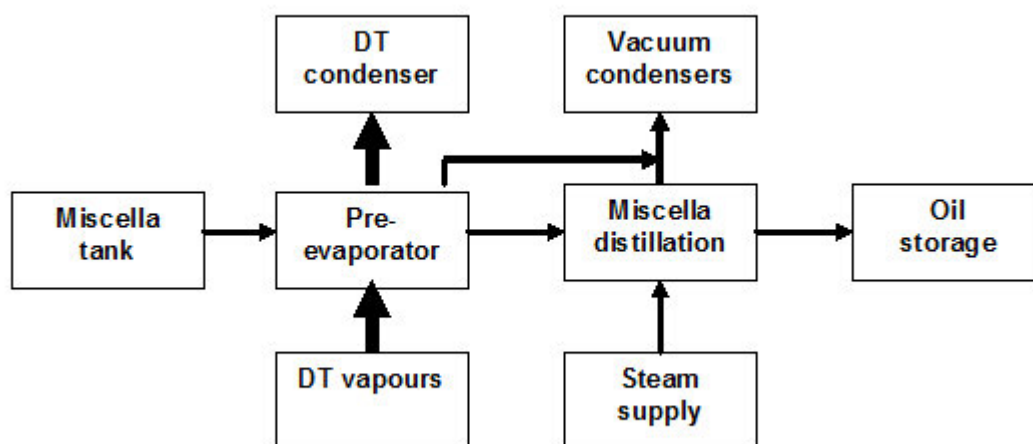 DT
condenser
Vacuum
condensers
Miscella
tank
Pre-
evaporator
Miscella
distillation
Oil
storage
DT vapours
Steam
supply